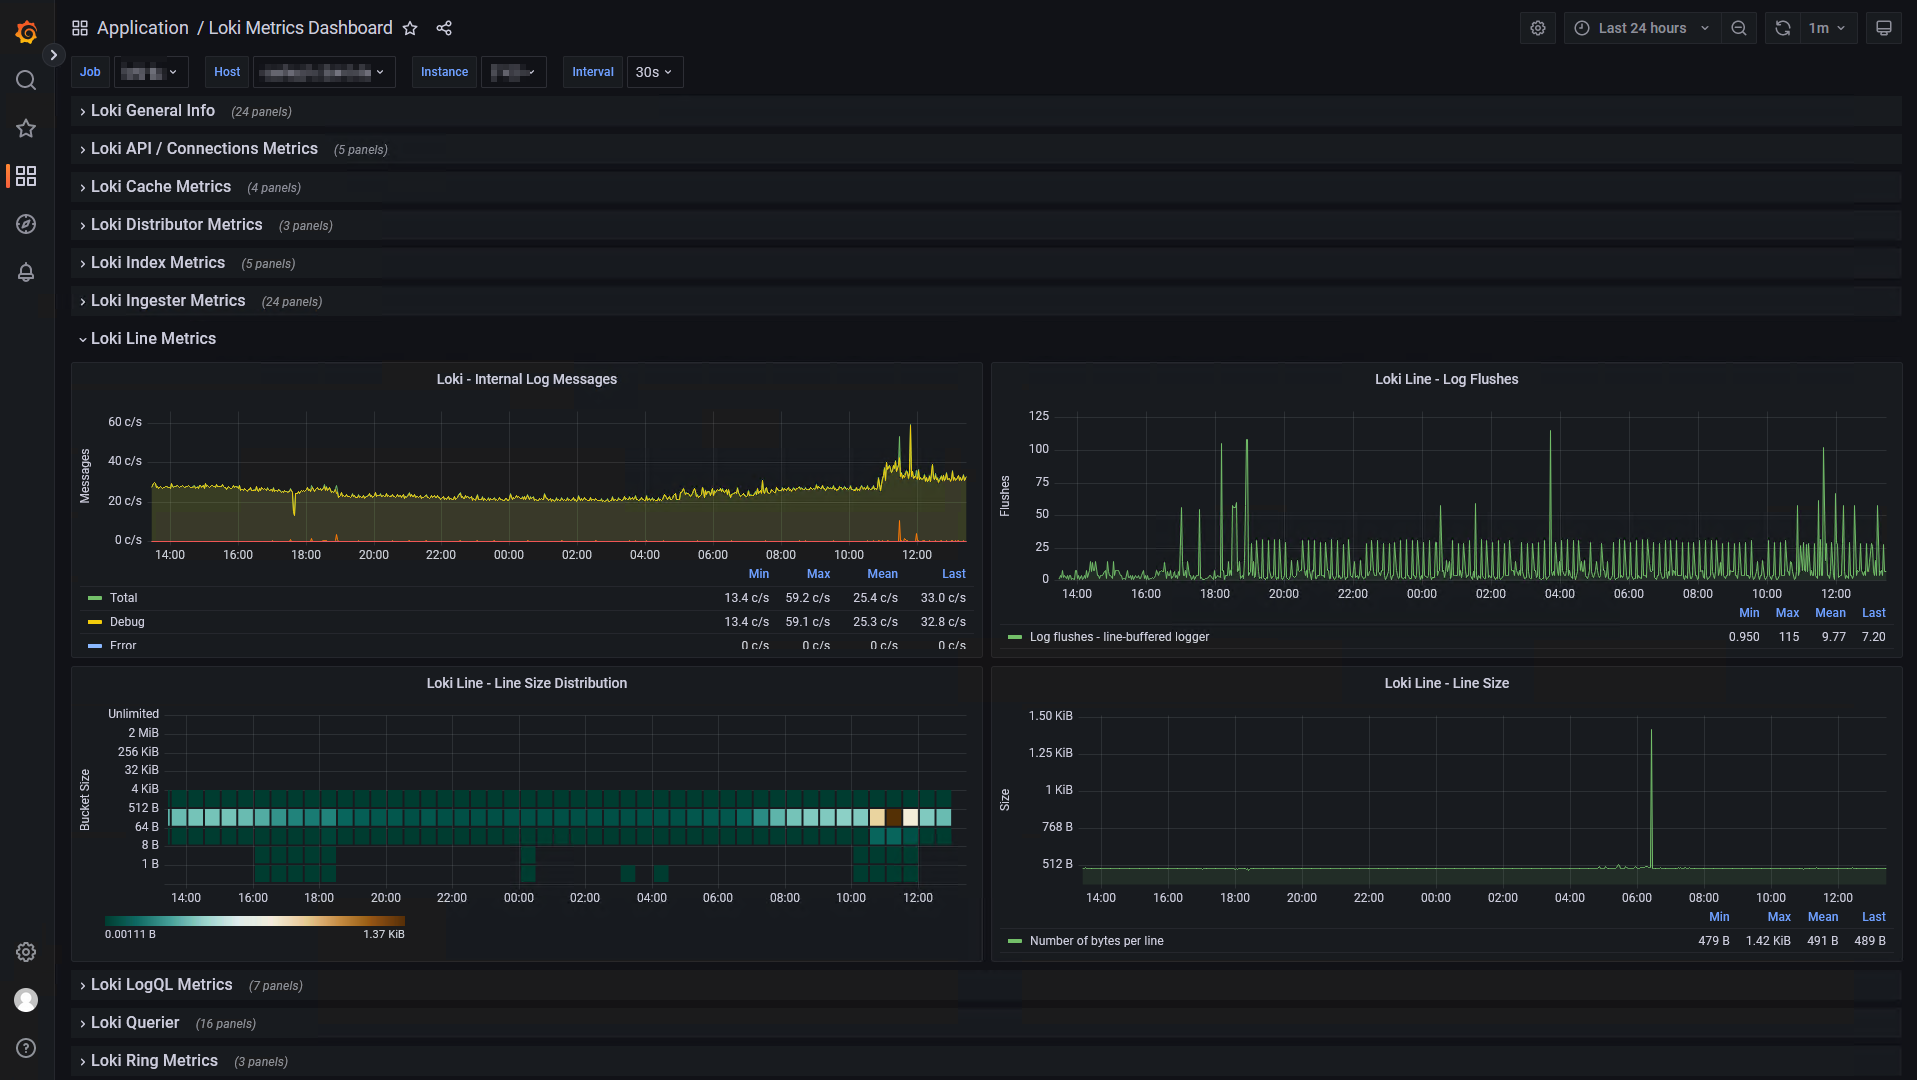 Application / Loki Metrics Dashboard
Last 24 hours
1m
Job
Host
Instance
Interval
30s
Loki General Info (24 panels)
Loki API / Connections Metrics (5 panels)
Loki Cache Metrics (4 panels)
Loki Distributor Metrics (3 panels)
Loki Index Metrics (5 panels)
Loki Ingester Metrics (24 panels)
Loki Line Metrics
Loki - Internal Log Messages
Messages
60 c/s
40 c/s
20 c/s
0 c/s
14:00 16:00 18:00 20:00 22:00 00:00 02:00 04:00 06:00 08:00 10:00 12:00
Min Max Mean Last
Total 13.4 c/s 59.2 c/s 25.4 c/s 33.0 c/s
Debug 13.4 c/s 59.1 c/s 25.3 c/s 32.8 c/s
Error 0 c/s 0 c/s 0 c/s 0 c/s
Loki Line - Log Flushes
Flushes
125
100
75
50
25
0
14:00 16:00 18:00 20:00 22:00 00:00 02:00 04:00 06:00 08:00 10:00 12:00
Min Max Mean Last
Log flushes - line-buffered logger 0.950 115 9.77 7.20
Loki Line - Line Size Distribution
Bucket Size
Unlimited
2 MiB
256 KiB
32 KiB
4 KiB
512 B
64 B
8 B
1 B
14:00 16:00 18:00 20:00 22:00 00:00 02:00 04:00 06:00 08:00 10:00 12:00
0.00111 B 1.37 KiB
Loki Line - Line Size
Size
1.50 KiB
1.25 KiB
1 KiB
768 B
512 B
14:00 16:00 18:00 20:00 22:00 00:00 02:00 04:00 06:00 08:00 10:00 12:00
Min Max Mean Last
Number of bytes per line 479 B 1.42 KiB 491 B 489 B
Loki LogQL Metrics (7 panels)
Loki Querier (16 panels)
Loki Ring Metrics (3 panels)